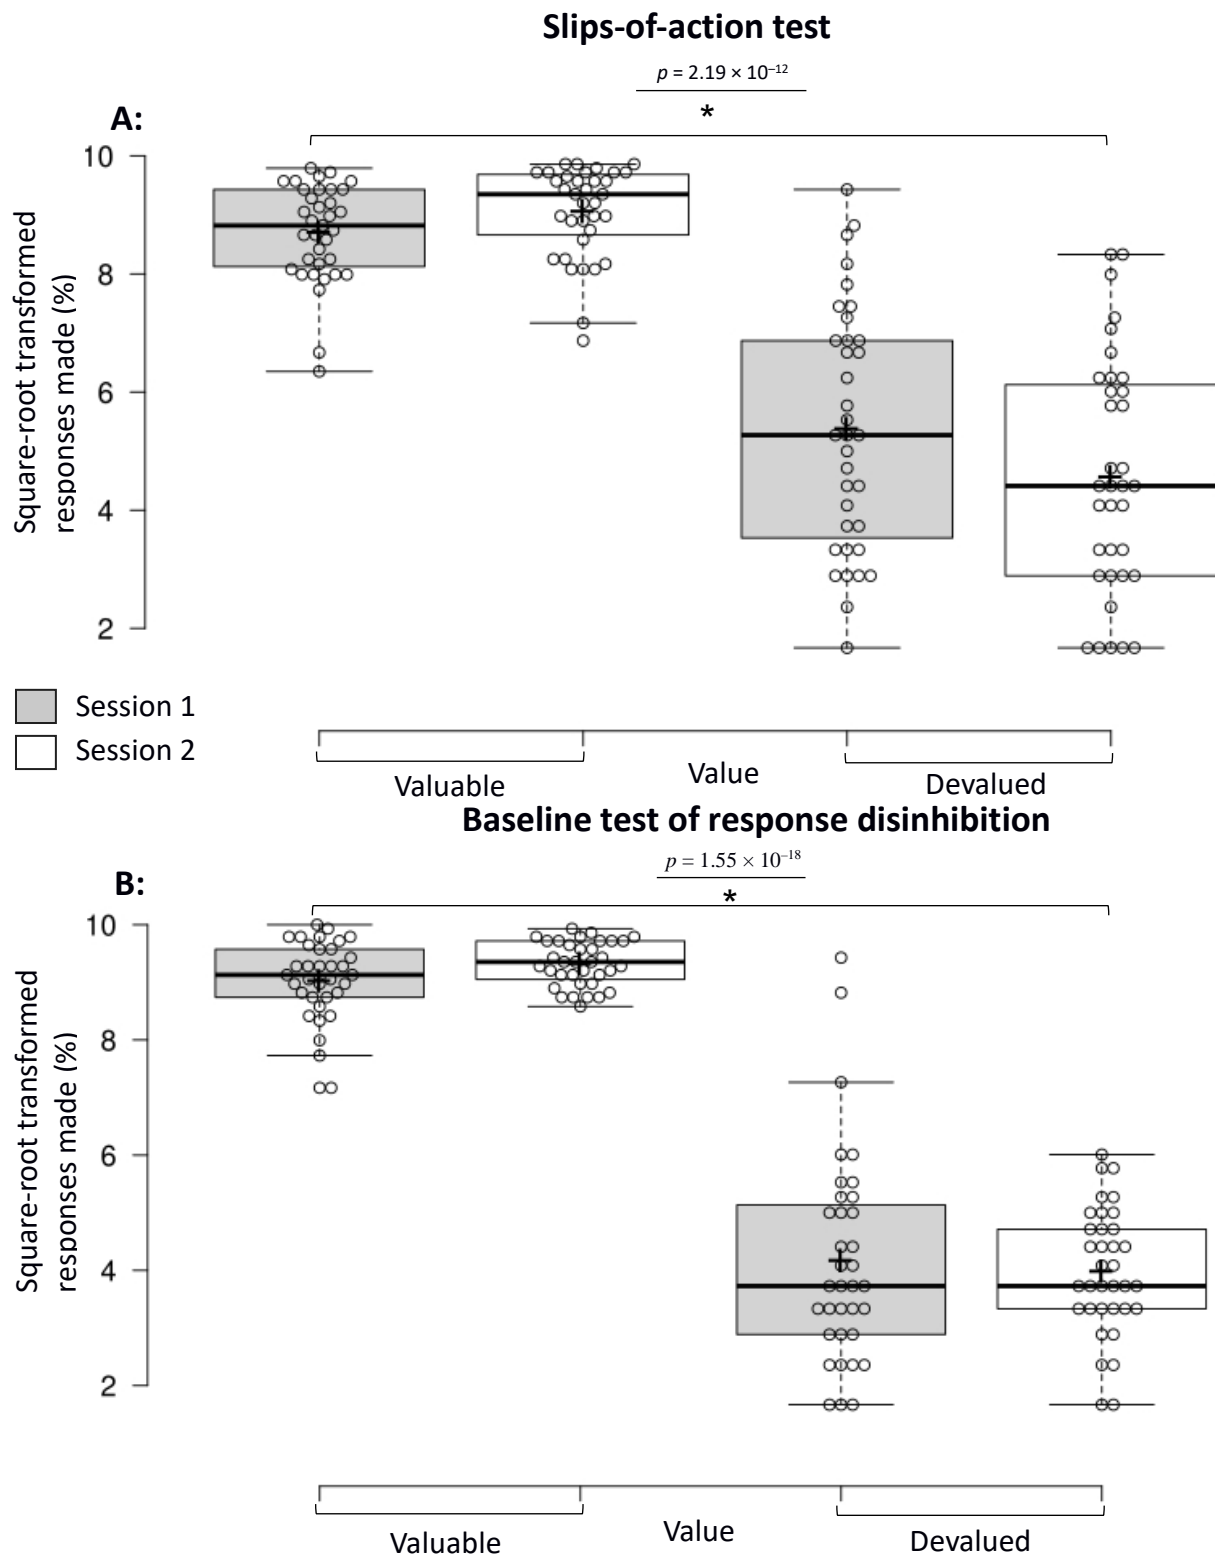 Slips-of-action test
p = 2.19 × 10⁻¹²
*
A:
Square-root transformed
responses made (%)
10
8
6
4
2
Session 1
Session 2
Valuable
Value
Devalued
Baseline test of response disinhibition
p = 1.55 × 10⁻¹⁸
*
B:
Square-root transformed
responses made (%)
10
8
6
4
2
Valuable
Value
Devalued